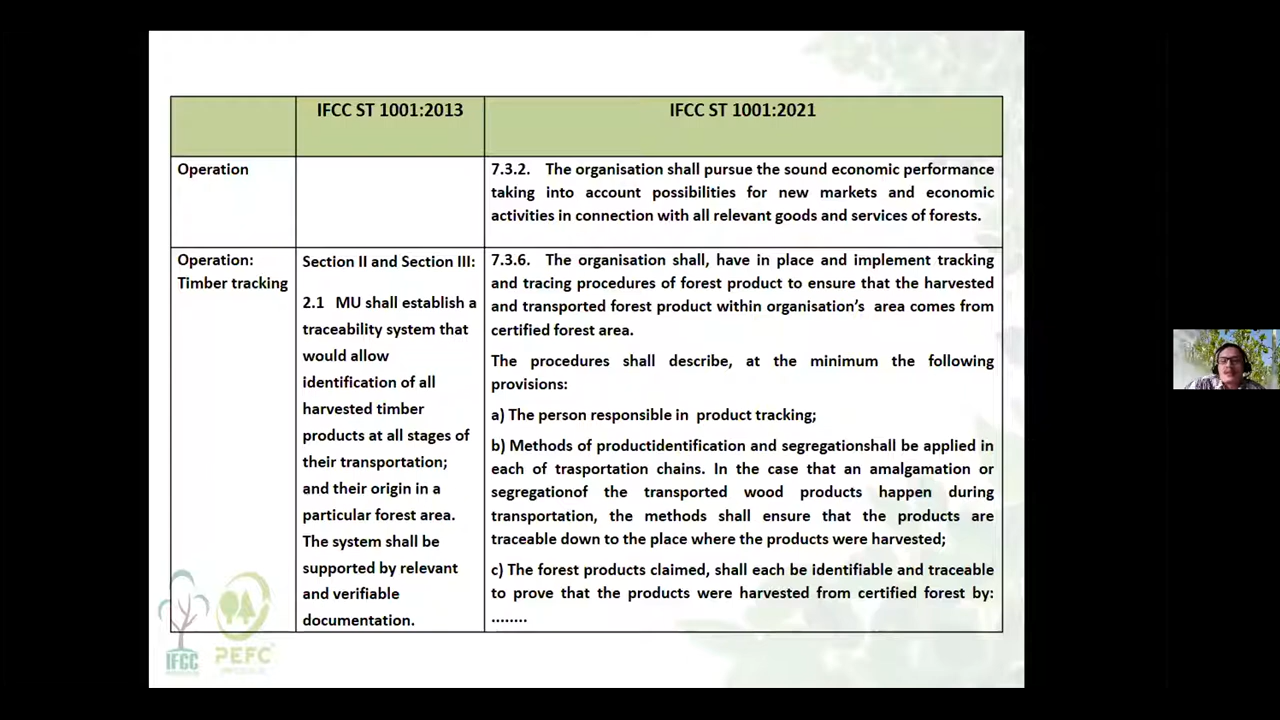 IFCC ST 1001:2013
IFCC ST 1001:2021
Operation
7.3.2. The organisation shall pursue the sound economic performance
taking into account possibilities for new markets and economic
activities in connection with all relevant goods and services of forests.
Operation:
Timber tracking
Section II and Section III:
2.1 MU shall establish a
traceability system that
would allow
identification of all
harvested timber
products at all stages of
their transportation;
and their origin in a
particular forest area.
The system shall be
supported by relevant
and verifiable
documentation.
7.3.6. The organisation shall, have in place and implement tracking
and tracing procedures of forest product to ensure that the harvested
and transported forest product within organisation's area comes from
certified forest area.
The procedures shall describe, at the minimum the following
provisions:
a) The person responsible in product tracking;
b) Methods of productidentification and segregationshall be applied in
each of trasportation chains. In the case that an amalgamation or
segregationof the transported wood products happen during
transportation, the methods shall ensure that the products are
traceable down to the place where the products were harvested;
c) The forest products claimed, shall each be identifiable and traceable
to prove that the products were harvested from certified forest by:
........
IFCC
PEFC